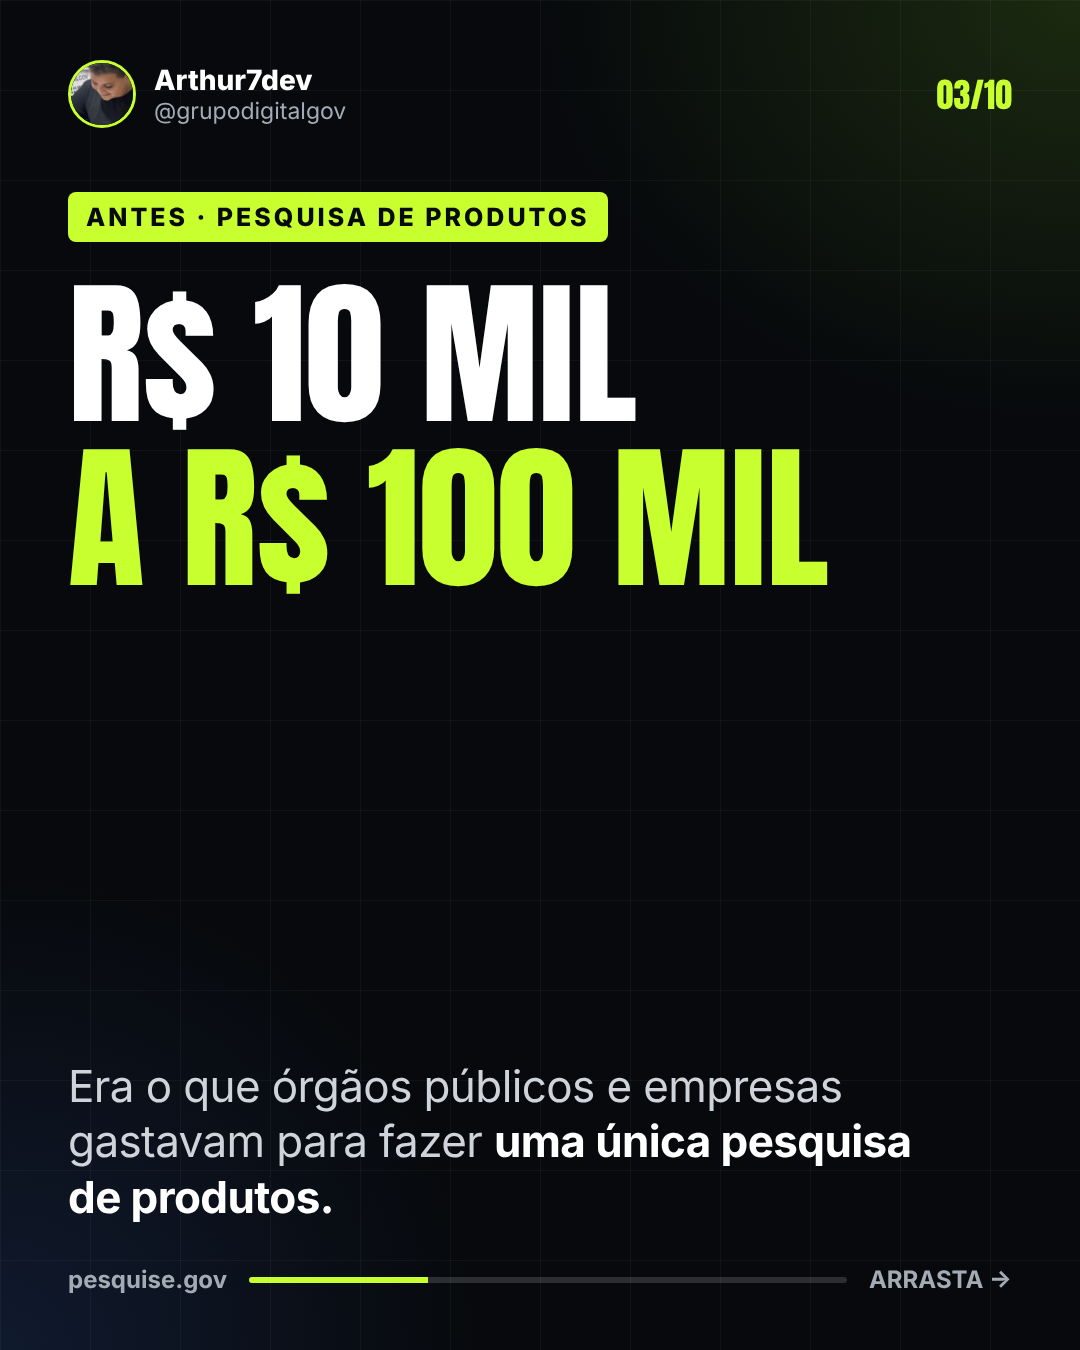 Arthur7dev
@grupodigitalgov
03/10
ANTES · PESQUISA DE PRODUTOS
R$ 10 MIL
A R$ 100 MIL
Era o que órgãos públicos e empresas
gastavam para fazer uma única pesquisa
de produtos.
pesquise.gov
ARRASTA →